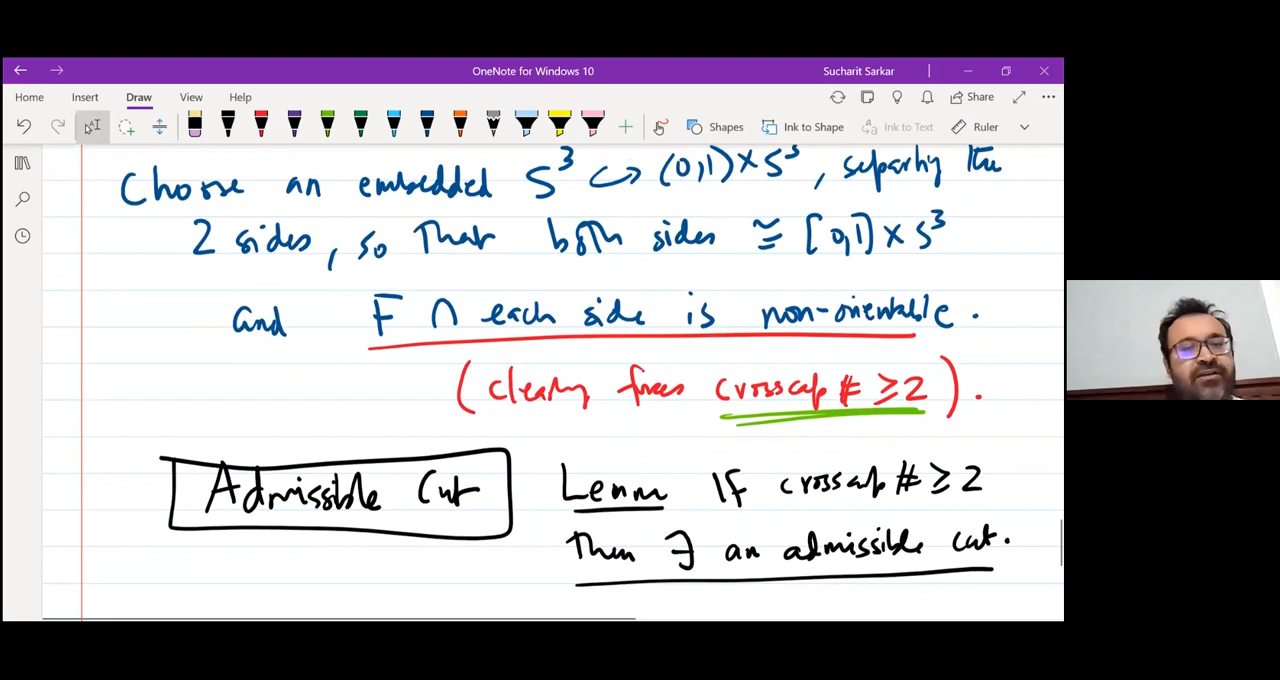 OneNote for Windows 10
Sucharit Sarkar
Home Insert Draw View Help
Share
Shapes Ink to Shape Ink to Text Ruler
Choose an embedded S³ ↪ (0,1) × S³, separating the
2 sides, so that both sides ≅ [0,1] × S³
and F ∩ each side is non-orientable.
(clearly forces crosscap # ≥ 2).
Admissible Cut
Lemma If crosscap # ≥ 2
then ∃ an admissible cut.